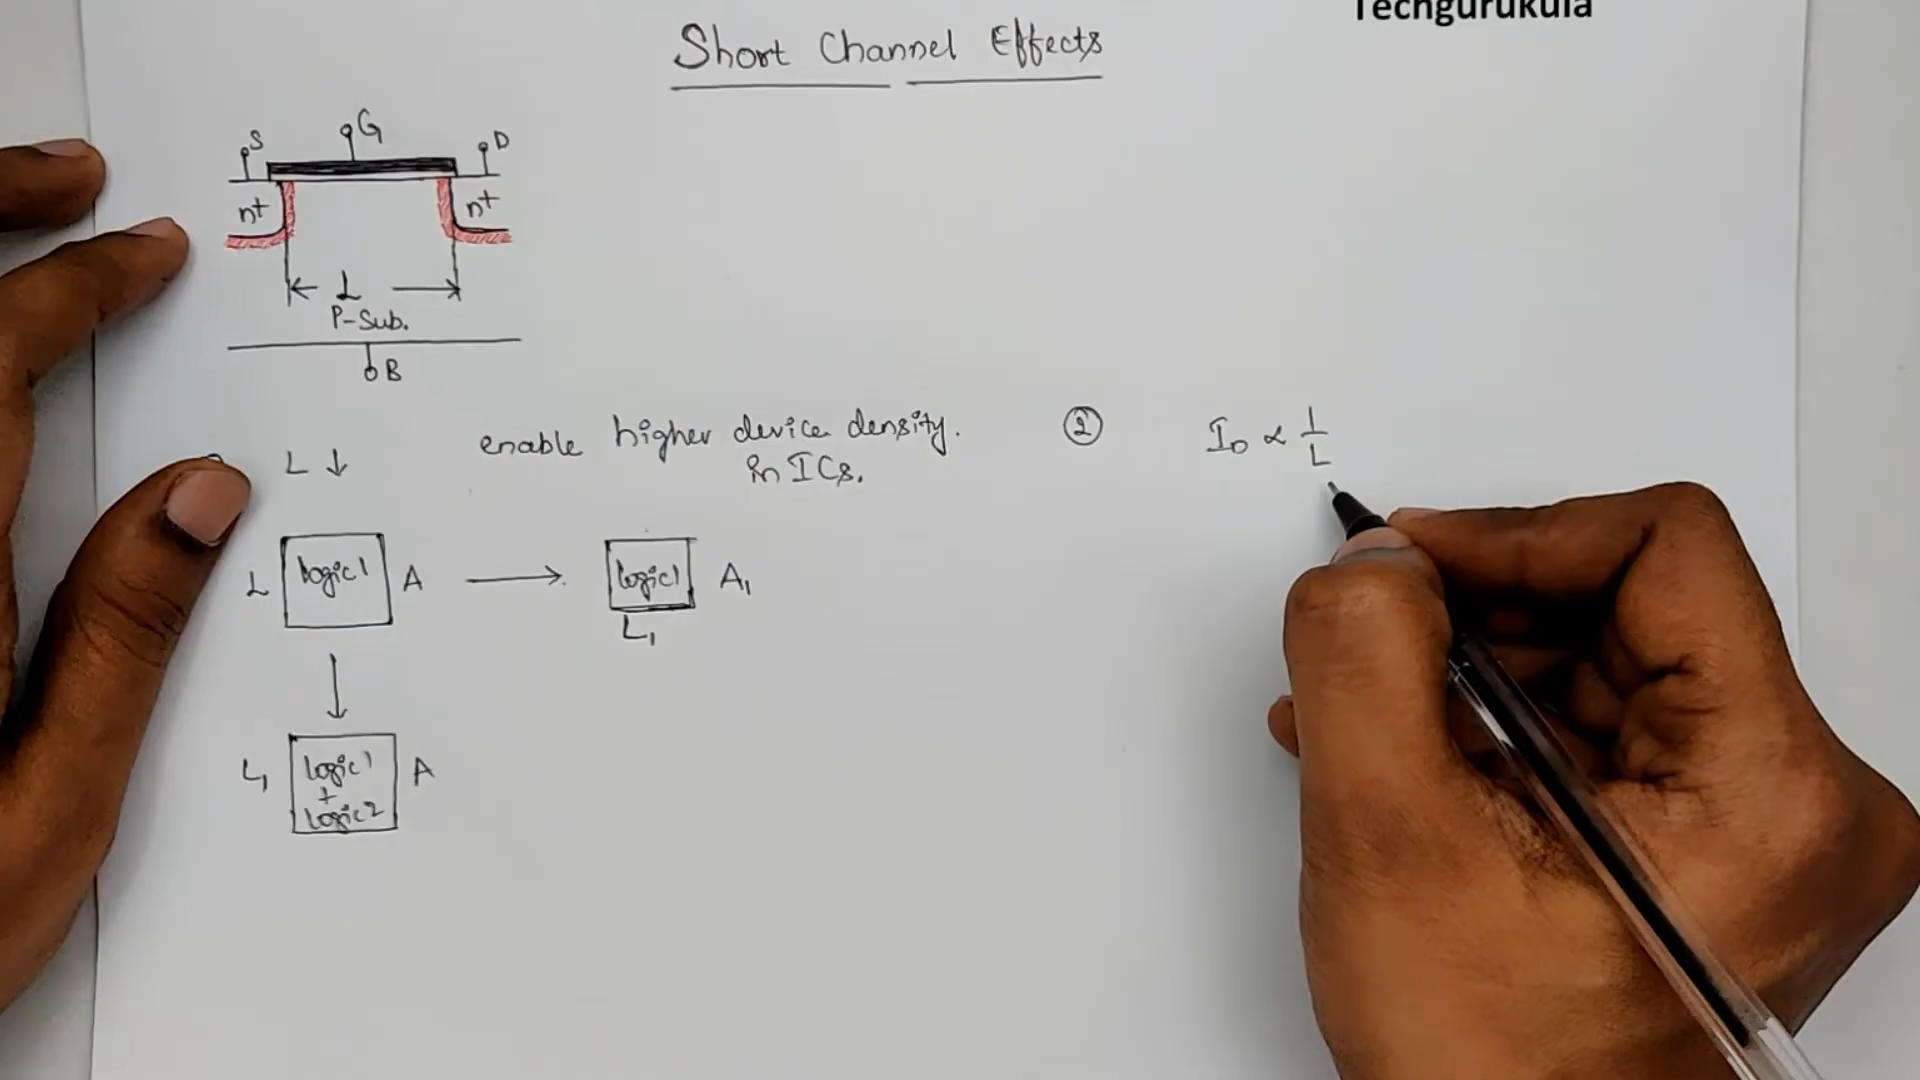 Techgurukula
Short Channel Effects
S
G
D
n+
n+
L
P-Sub.
B
L ↓
enable higher device density.
in ICs.
②
I_D ∝ 1/L
L
logic1
A
→
logic1
A₁
L₁
↓
L₁
logic1
+
logic2
A